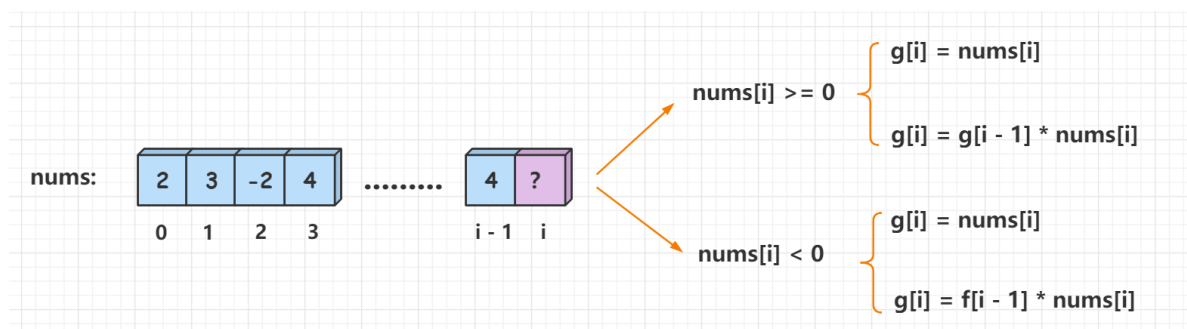 g[i] = nums[i]
nums[i] >= 0
g[i] = g[i - 1] * nums[i]
nums: 2 3 -2 4 ......... 4 ?
0 1 2 3 i - 1 i
g[i] = nums[i]
nums[i] < 0
g[i] = f[i - 1] * nums[i]